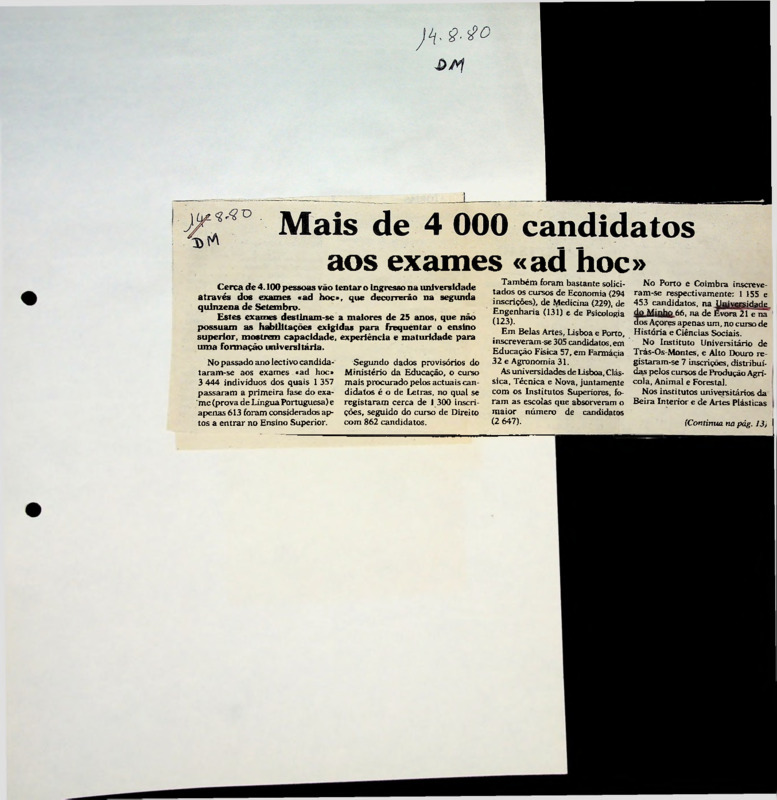 14.8.80
DM
14.8.80
DM
Mais de 4 000 candidatos
aos exames «ad hoc»
Cerca de 4.100 pessoas vão tentar o ingresso na universidade
através dos exames «ad hoc», que decorrerão na segunda
quinzena de Setembro.
Estes exames destinam-se a maiores de 25 anos, que não
possuam as habilitações exigidas para frequentar o ensino
superior, mostrem capacidade, experiência e maturidade para
uma formação universitária.
No passado ano lectivo candida-
taram-se aos exames «ad hoc»
3 444 indivíduos dos quais 1 357
passaram a primeira fase do exa-
me (prova de Língua Portuguesa) e
apenas 613 foram considerados ap-
tos a entrar no Ensino Superior.
Segundo dados provisórios do
Ministério da Educação, o curso
mais procurado pelos actuais can-
didatos é o de Letras, no qual se
registaram cerca de 1 300 inscri-
ções, seguido do curso de Direito
com 862 candidatos.
Também foram bastante solici-
tados os cursos de Economia (294
inscrições), de Medicina (229), de
Engenharia (131) e de Psicologia
(123).
Em Belas Artes, Lisboa e Porto,
inscreveram-se 305 candidatos, em
Educação Física 57, em Farmácia
32 e Agronomia 31.
As universidades de Lisboa, Clás-
sica, Técnica e Nova, juntamente
com os Institutos Superiores, fo-
ram as escolas que absorveram o
maior número de candidatos
(2 647).
No Porto e Coimbra inscreve-
ram-se respectivamente: 1 155 e
453 candidatos, na Universidade
do Minho 66, na de Évora 21 e na
dos Açores apenas um, no curso de
História e Ciências Sociais.
No Instituto Universitário de
Trás-Os-Montes, e Alto Douro re-
gistaram-se 7 inscrições, distribuí-
das pelos cursos de Produção Agrí-
cola, Animal e Forestal.
Nos institutos universitários da
Beira Interior e de Artes Plásticas
(Continua na pág. 13)